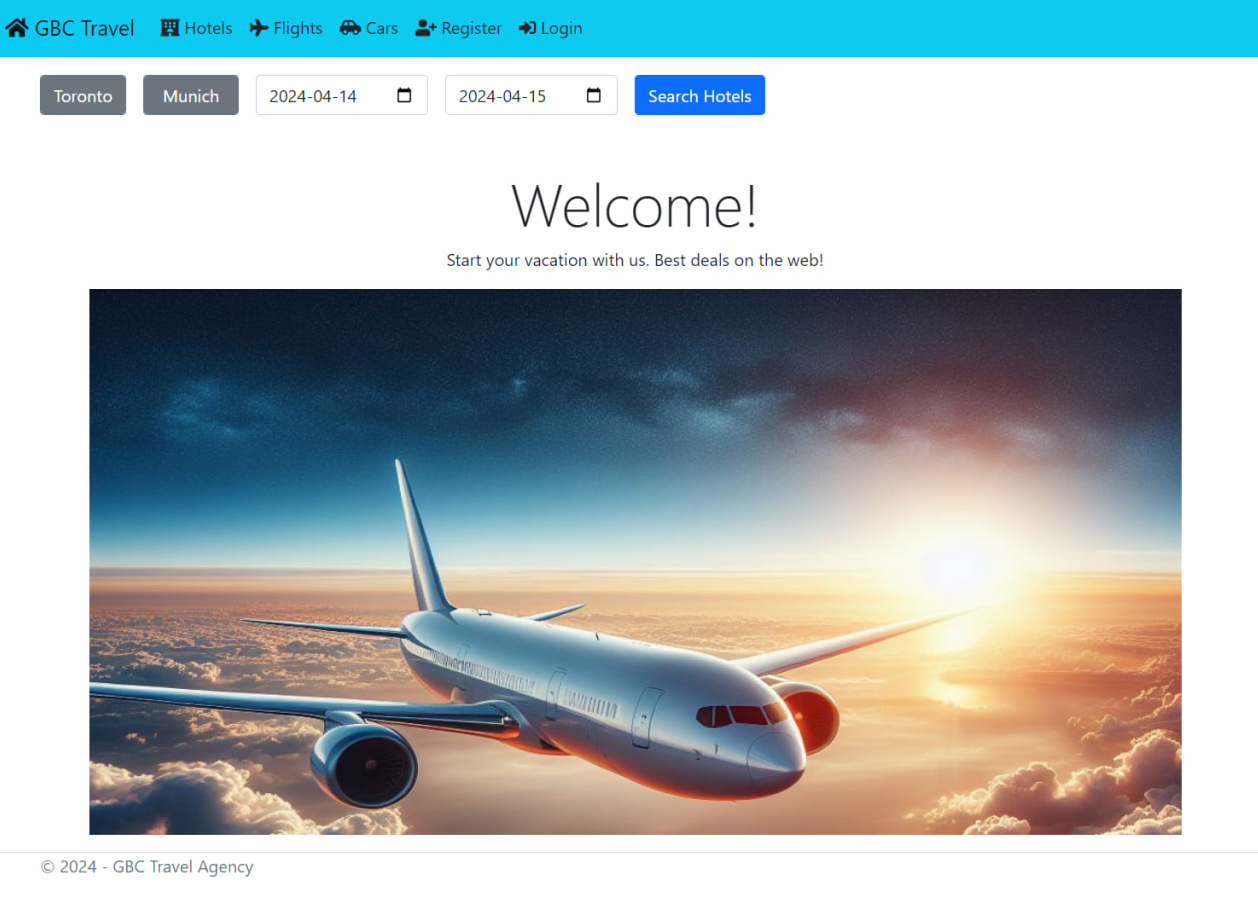 GBC Travel Hotels Flights Cars Register Login
Toronto Munich 2024-04-14 2024-04-15 Search Hotels
Welcome!
Start your vacation with us. Best deals on the web!
© 2024 - GBC Travel Agency